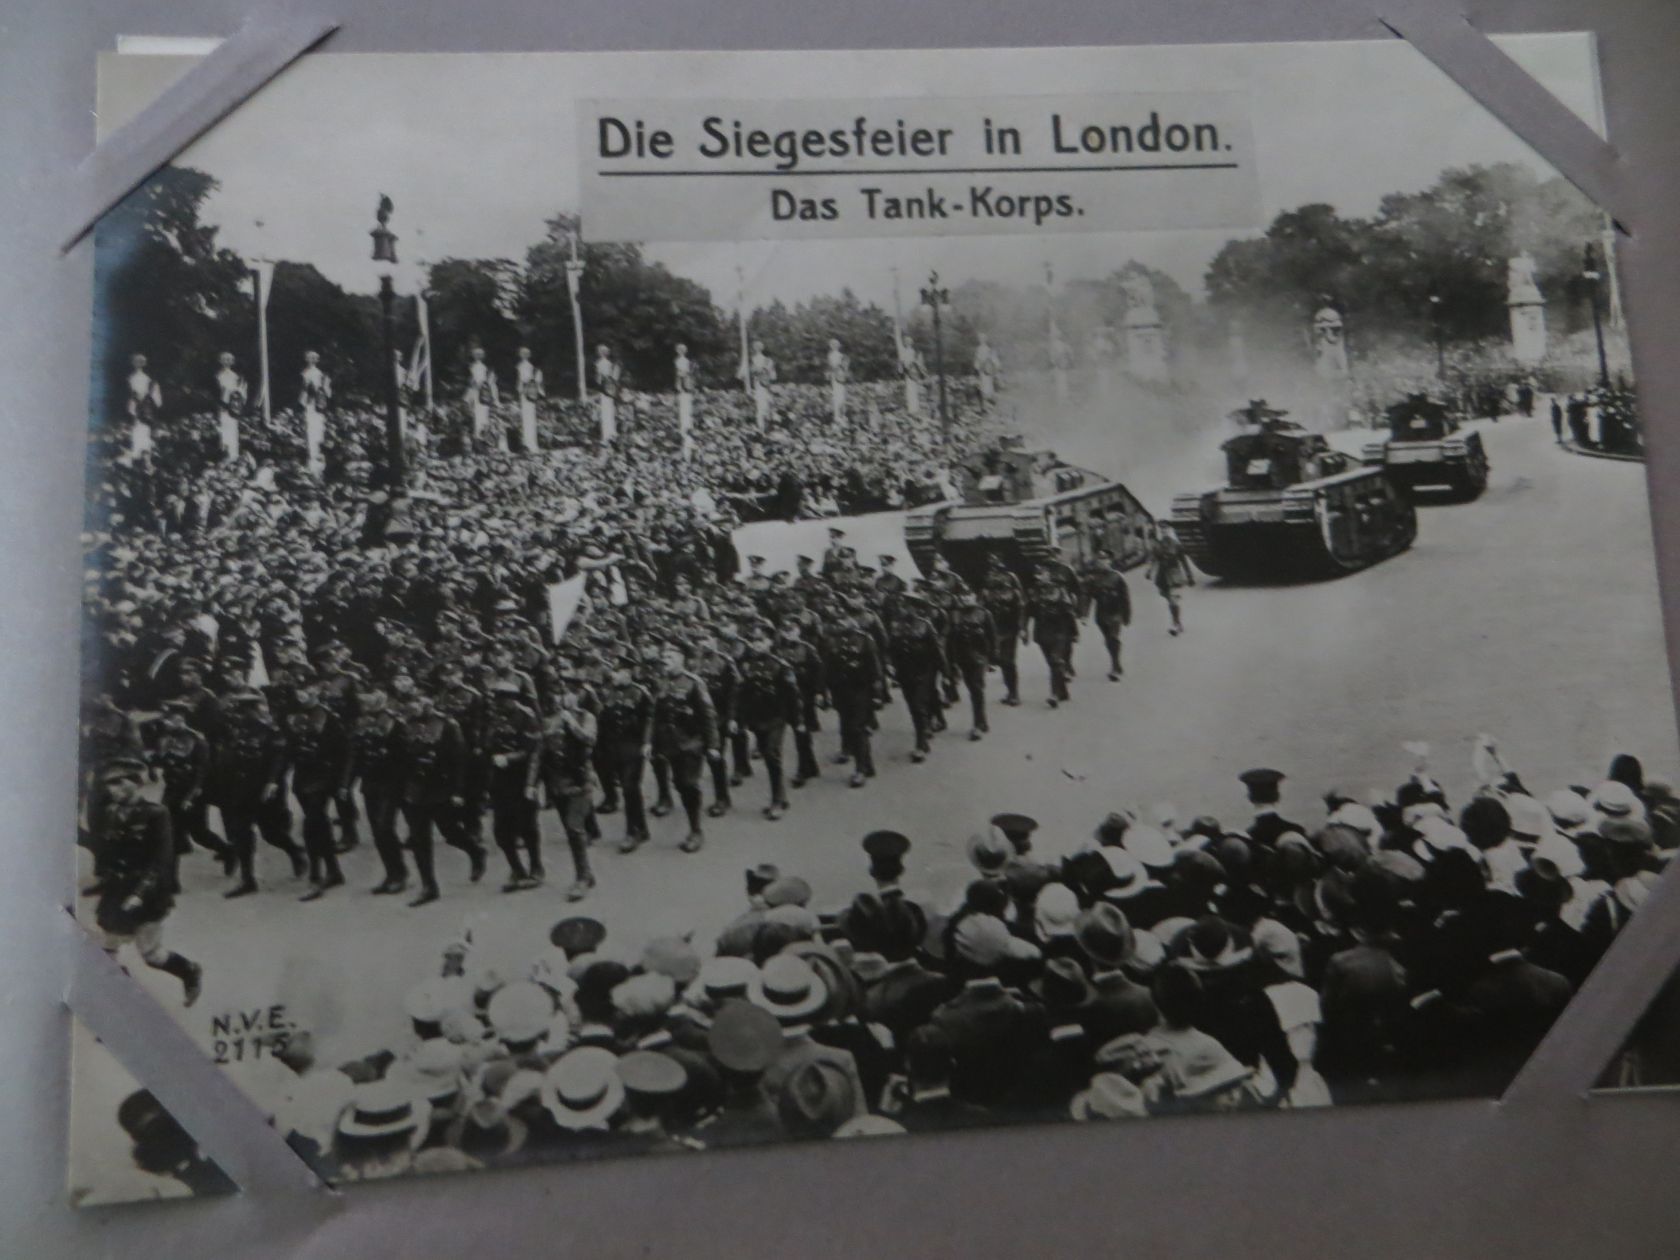 Die Siegesfeier in London.
Das Tank-Korps.
N.V.E.
2115